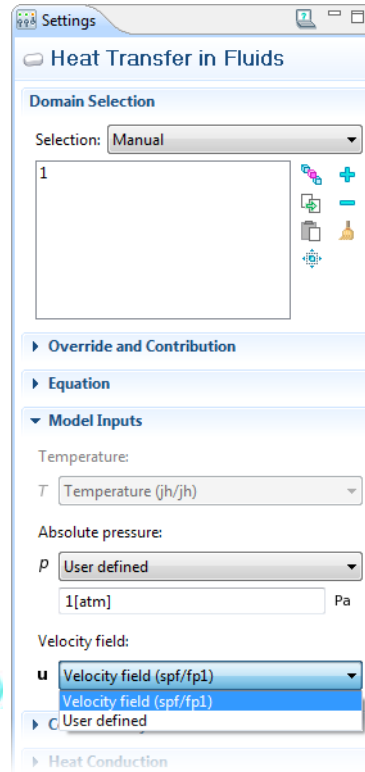 Settings
Heat Transfer in Fluids
Domain Selection
Selection: Manual
1
Override and Contribution
Equation
Model Inputs
Temperature:
T Temperature (jh/jh)
Absolute pressure:
p User defined
1[atm] Pa
Velocity field:
u Velocity field (spf/fp1)
Velocity field (spf/fp1)
User defined
Heat Conduction